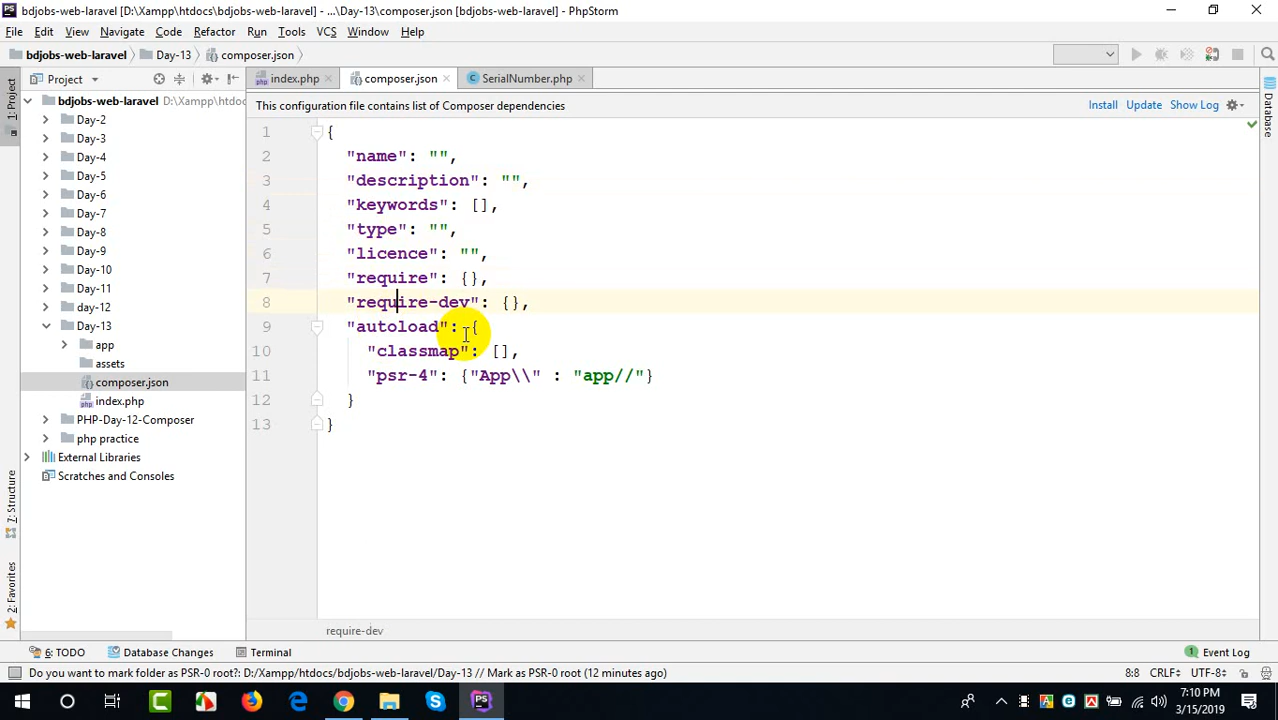 bdjobs-web-laravel [D:\Xampp\htdocs\bdjobs-web-laravel] - ...\Day-13\composer.json [bdjobs-web-laravel] - PhpStorm
File Edit View Navigate Code Refactor Run Tools VCS Window Help
bdjobs-web-laravel Day-13 composer.json
Project index.php composer.json SerialNumber.php
This configuration file contains list of Composer dependencies Install Update Show Log
1: Project
Database
7: Structure
2: Favorites
bdjobs-web-laravel D:\Xampp\htdoc
Day-2
Day-3
Day-4
Day-5
Day-6
Day-7
Day-8
Day-9
Day-10
Day-11
day-12
Day-13
app
assets
composer.json
index.php
PHP-Day-12-Composer
php practice
External Libraries
Scratches and Consoles
1 {
2 "name": "",
3 "description": "",
4 "keywords": [],
5 "type": "",
6 "licence": "",
7 "require": {},
8 "require-dev": {},
9 "autoload": {
10 "classmap": [],
11 "psr-4": {"App\\" : "app//"}
12 }
13 }
require-dev
6: TODO Database Changes Terminal Event Log
Do you want to mark folder as PSR-0 root?: D:/Xampp/htdocs/bdjobs-web-laravel/Day-13 // Mark as PSR-0 root (12 minutes ago) 8:8 CRLF UTF-8
7:10 PM
3/15/2019